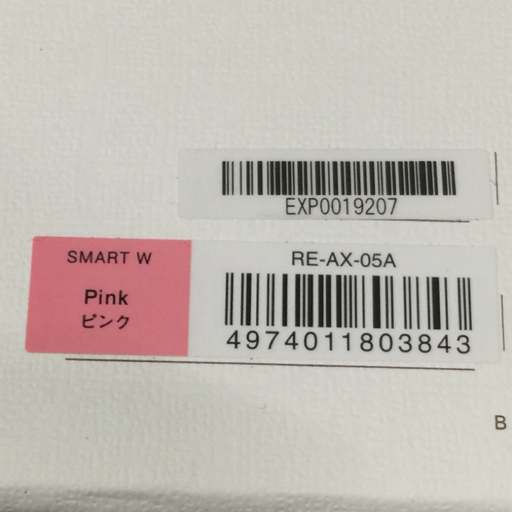 EXP0019207
SMART W
Pink
ピンク
RE-AX-05A
4974011803843
B